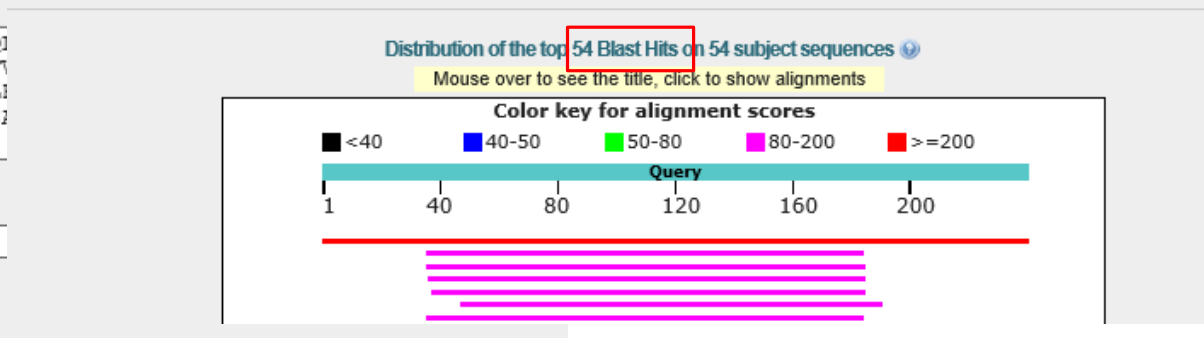 Distribution of the top 54 Blast Hits on 54 subject sequences
Mouse over to see the title, click to show alignments
Color key for alignment scores
<40 40-50 50-80 80-200 >=200
Query
1 40 80 120 160 200